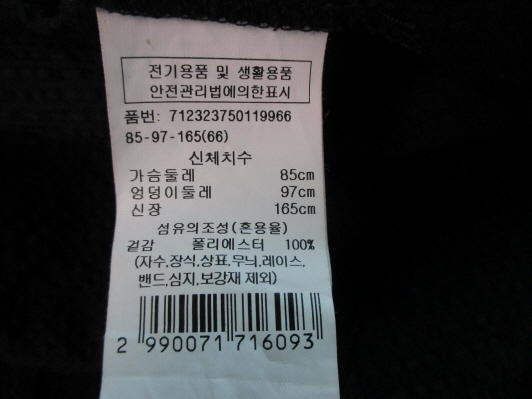 전기용품 및 생활용품
안전관리법에의한표시
품번: 712323750119966
85-97-165(66)
신체치수
가슴둘레 85cm
엉덩이둘레 97cm
신장 165cm
섬유의조성(혼용율)
겉감 폴리에스터 100%
(자수,장식,상표,무늬,레이스,
밴드,심지,보강재 제외)
2 990071 716093